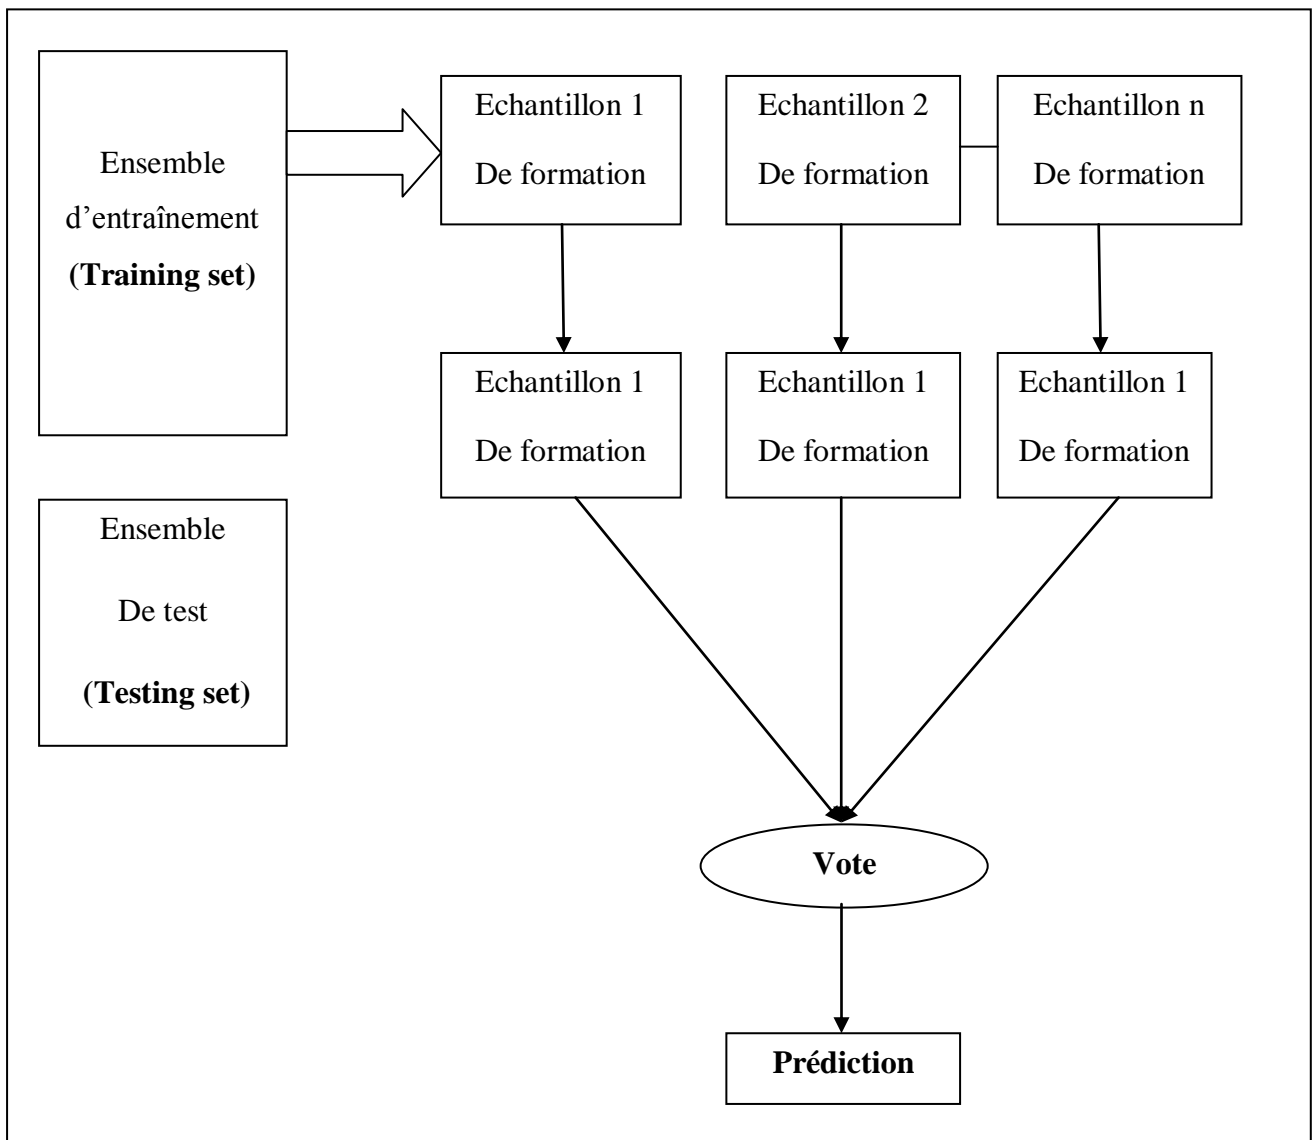 Ensemble
d'entraînement
(Training set)
Echantillon 1
De formation
Echantillon 2
De formation
Echantillon n
De formation
Echantillon 1
De formation
Echantillon 1
De formation
Echantillon 1
De formation
Ensemble
De test
(Testing set)
Vote
Prédiction